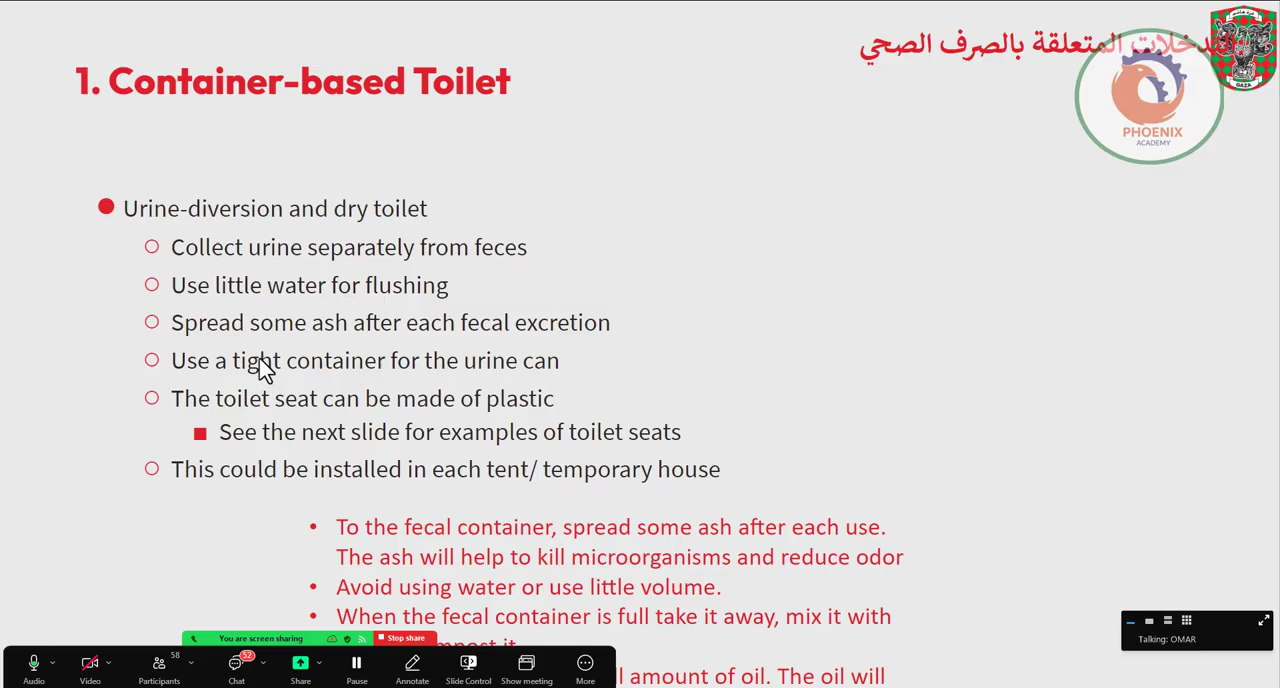 المتعلقة بالصرف الصحي
1. Container-based Toilet
GAZA
PHOENIX
ACADEMY
● Urine-diversion and dry toilet
○ Collect urine separately from feces
○ Use little water for flushing
○ Spread some ash after each fecal excretion
○ Use a tight container for the urine can
○ The toilet seat can be made of plastic
■ See the next slide for examples of toilet seats
○ This could be installed in each tent/ temporary house
• To the fecal container, spread some ash after each use.
The ash will help to kill microorganisms and reduce odor
• Avoid using water or use little volume.
• When the fecal container is full take it away, mix it with
it.
amount of oil. The oil will
You are screen sharing
Stop share
58
52
Audio
Video
Participants
Chat
Share
Pause
Annotate
Slide Control
Show meeting
More
Talking: OMAR